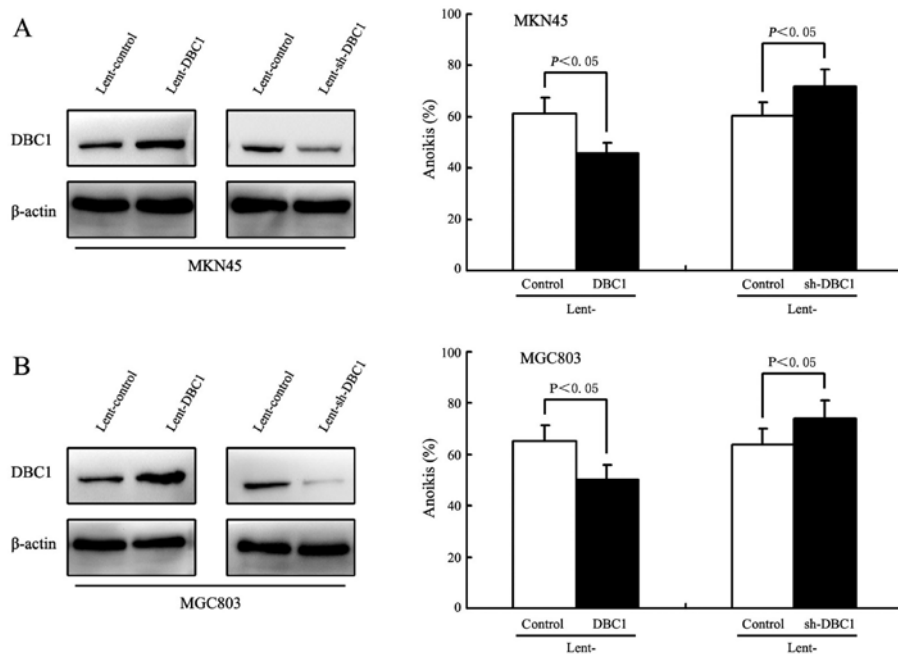 A
Lent-control
Lent-DBC1
Lent-control
Lent-sh-DBC1
DBC1
β-actin
MKN45
MKN45
P<0.05
P<0.05
Anoikis (%)
100
80
60
40
20
0
Control DBC1 Control sh-DBC1
Lent- Lent-
B
Lent-control
Lent-DBC1
Lent-control
Lent-sh-DBC1
DBC1
β-actin
MGC803
MGC803
P<0.05
P<0.05
Anoikis (%)
100
80
60
40
20
0
Control DBC1 Control sh-DBC1
Lent- Lent-